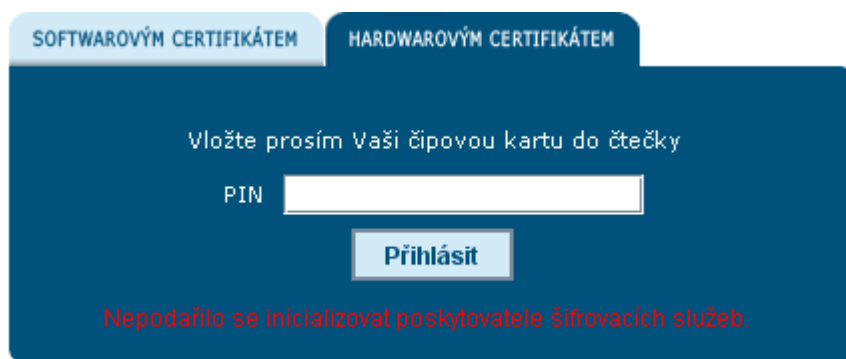 SOFTWAROVÝM CERTIFIKÁTEM
HARDWAROVÝM CERTIFIKÁTEM
Vložte prosím Vaši čipovou kartu do čtečky
PIN
Přihlásit
Nepodařilo se inicializovat poskytovatele šifrovacích služeb.